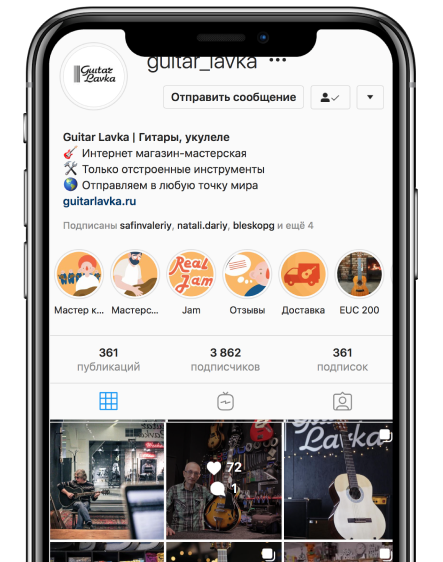 Guitar
Lavka
guitar_lavka
Отправить сообщение
Guitar Lavka | Гитары, укулеле
Интернет магазин-мастерская
Только отстроенные инструменты
Отправляем в любую точку мира
guitarlavka.ru
Подписаны safinvaleriy, natali.dariy, bleskopg и ещё 4
Real
Jam
Мастер к... Мастерс... Jam Отзывы Доставка EUC 200
361 3 862 361
публикаций подписчиков подписок
Lavka
72
1
Lavka